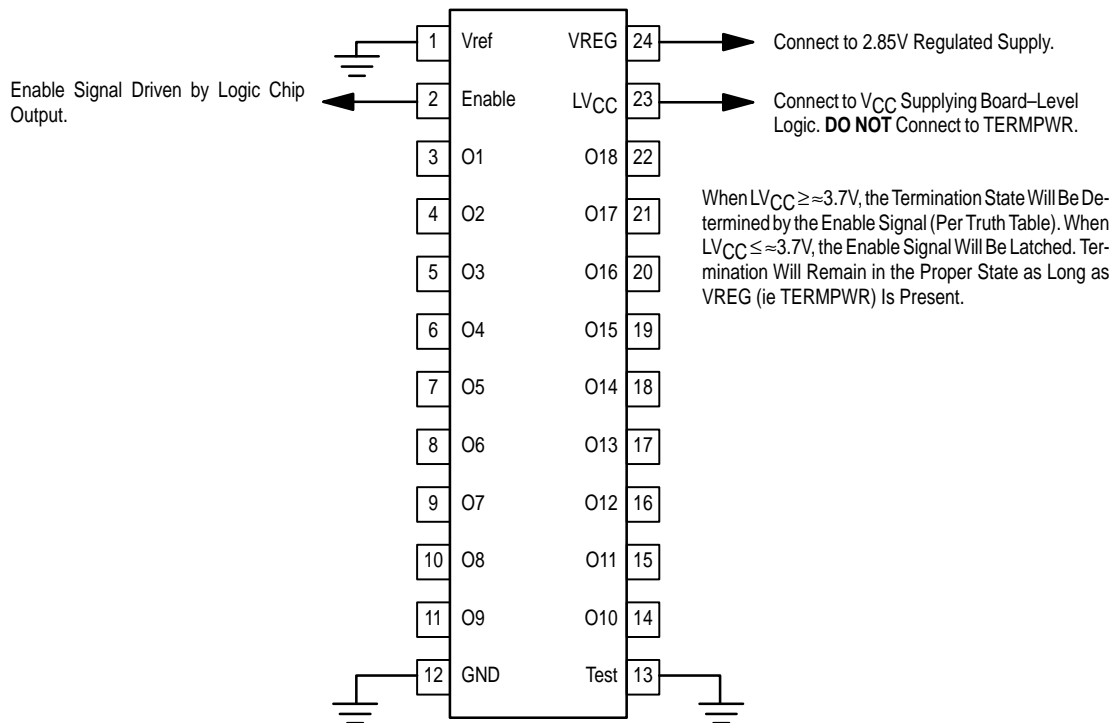 1 Vref VREG 24 Connect to 2.85V Regulated Supply.
Enable Signal Driven by Logic Chip
Output.
2 Enable LVCC 23 Connect to VCC Supplying Board–Level
Logic. DO NOT Connect to TERMPWR.
3 O1 O18 22
When LVCC ≥ ≈3.7V, the Termination State Will Be De-
termined by the Enable Signal (Per Truth Table). When
LVCC ≤ ≈3.7V, the Enable Signal Will Be Latched. Ter-
mination Will Remain in the Proper State as Long as
VREG (ie TERMPWR) Is Present.
4 O2 O17 21
5 O3 O16 20
6 O4 O15 19
7 O5 O14 18
8 O6 O13 17
9 O7 O12 16
10 O8 O11 15
11 O9 O10 14
12 GND Test 13